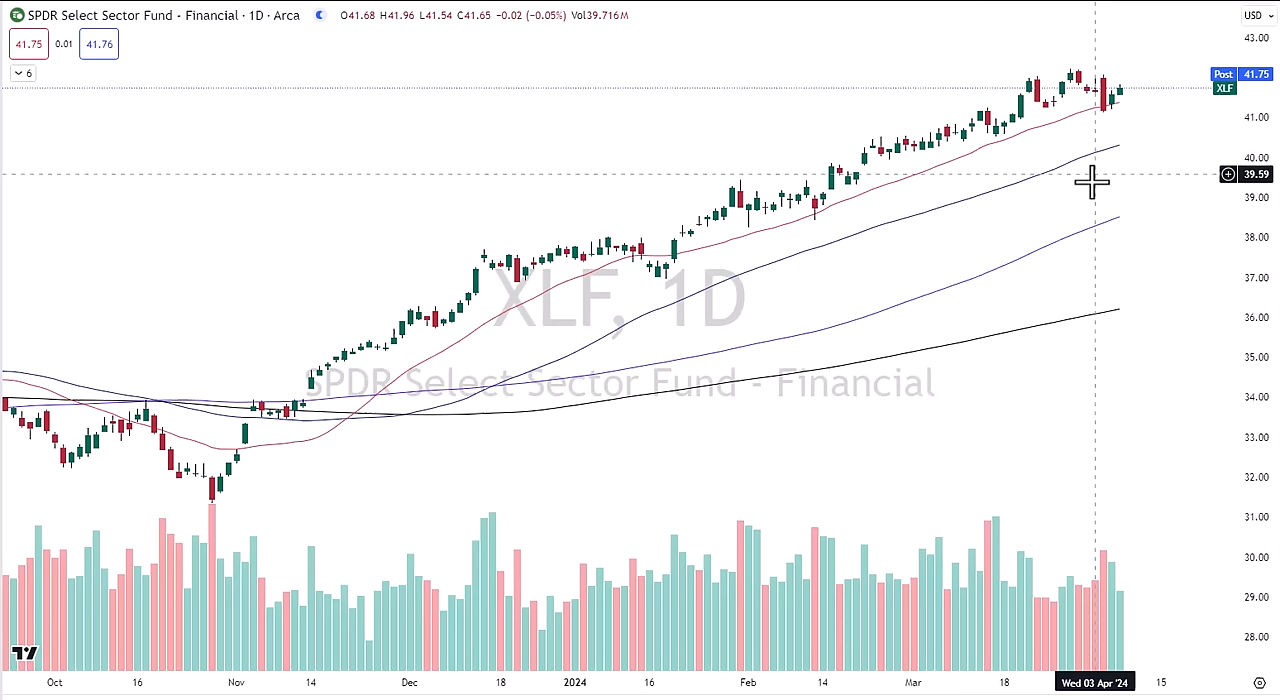 SPDR Select Sector Fund - Financial · 1D · Arca O41.68 H41.96 L41.54 C41.65 −0.02 (−0.05%) Vol39.716M USD
41.75 0.01 41.76
6
43.00
Post 41.75
XLF
41.00
40.00
39.59
39.00
38.00
37.00
XLF, 1D
36.00
35.00
SPDR Select Sector Fund - Financial
34.00
33.00
32.00
31.00
30.00
29.00
28.00
Oct 16 Nov 14 Dec 18 2024 16 Feb 14 Mar 18 Wed 03 Apr '24 15